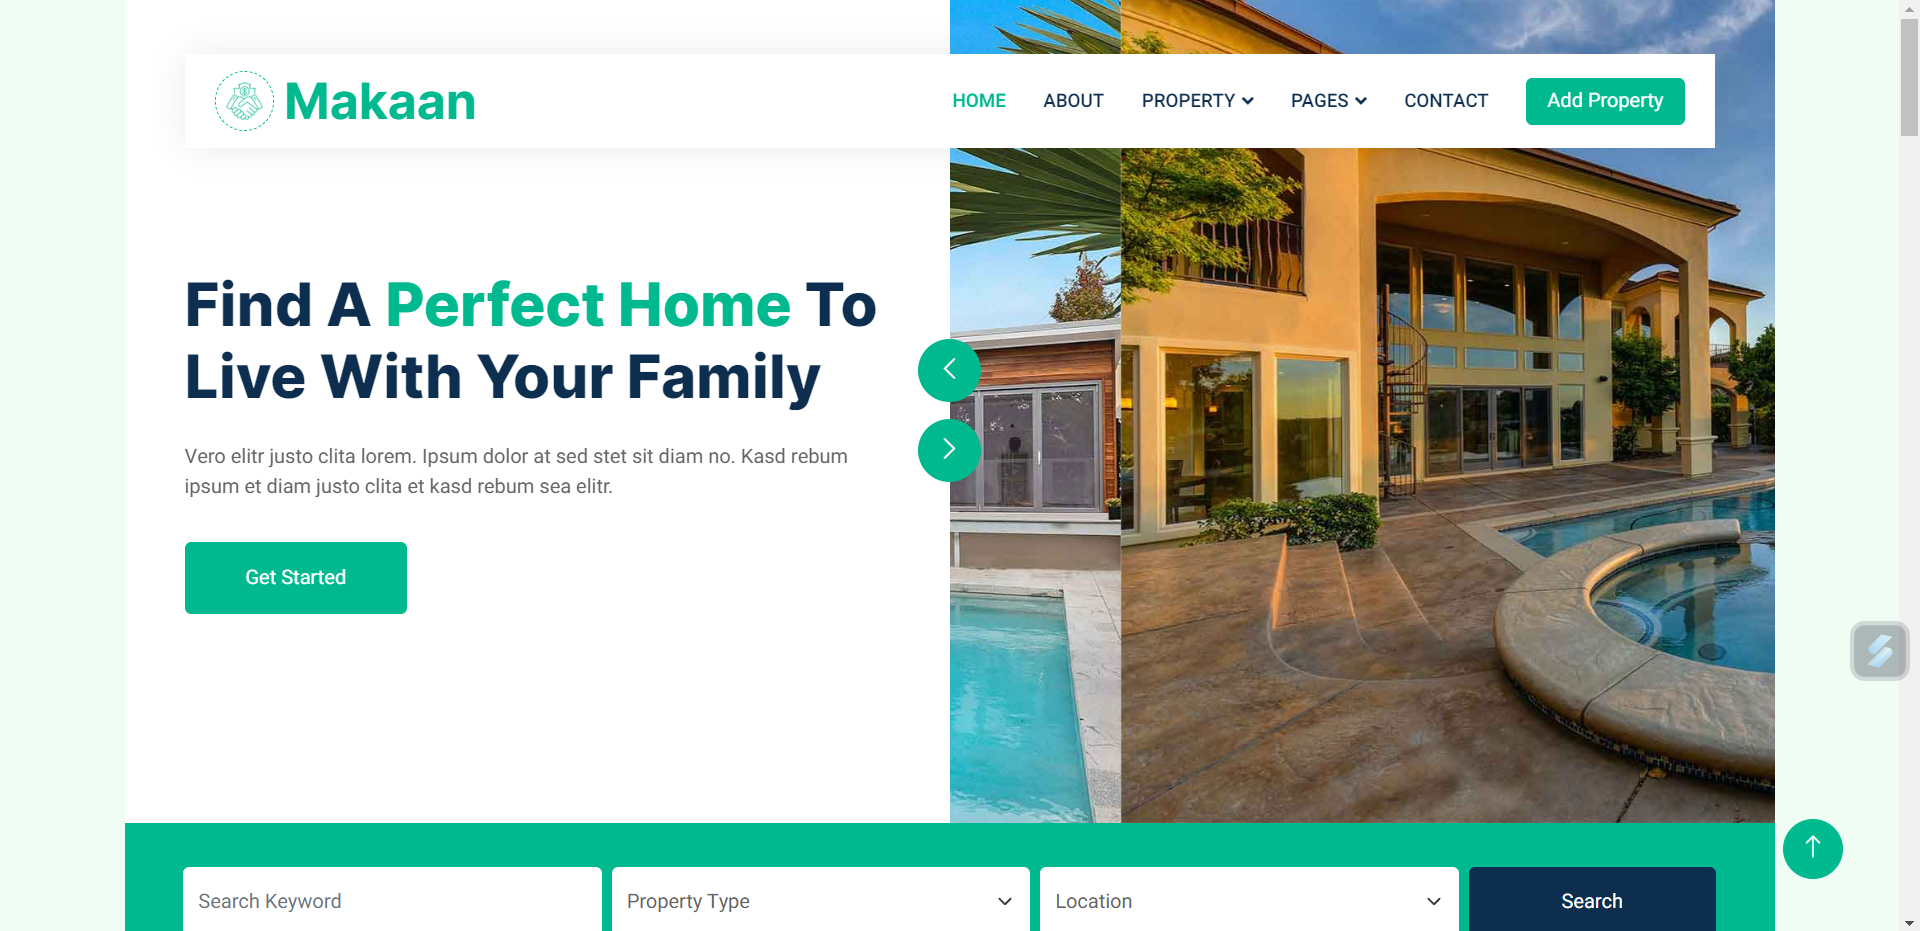 Makaan
HOME
ABOUT
PROPERTY
PAGES
CONTACT
Add Property
Find A Perfect Home To
Live With Your Family
Vero elitr justo clita lorem. Ipsum dolor at sed stet sit diam no. Kasd rebum
ipsum et diam justo clita et kasd rebum sea elitr.
Get Started
Search Keyword
Property Type
Location
Search